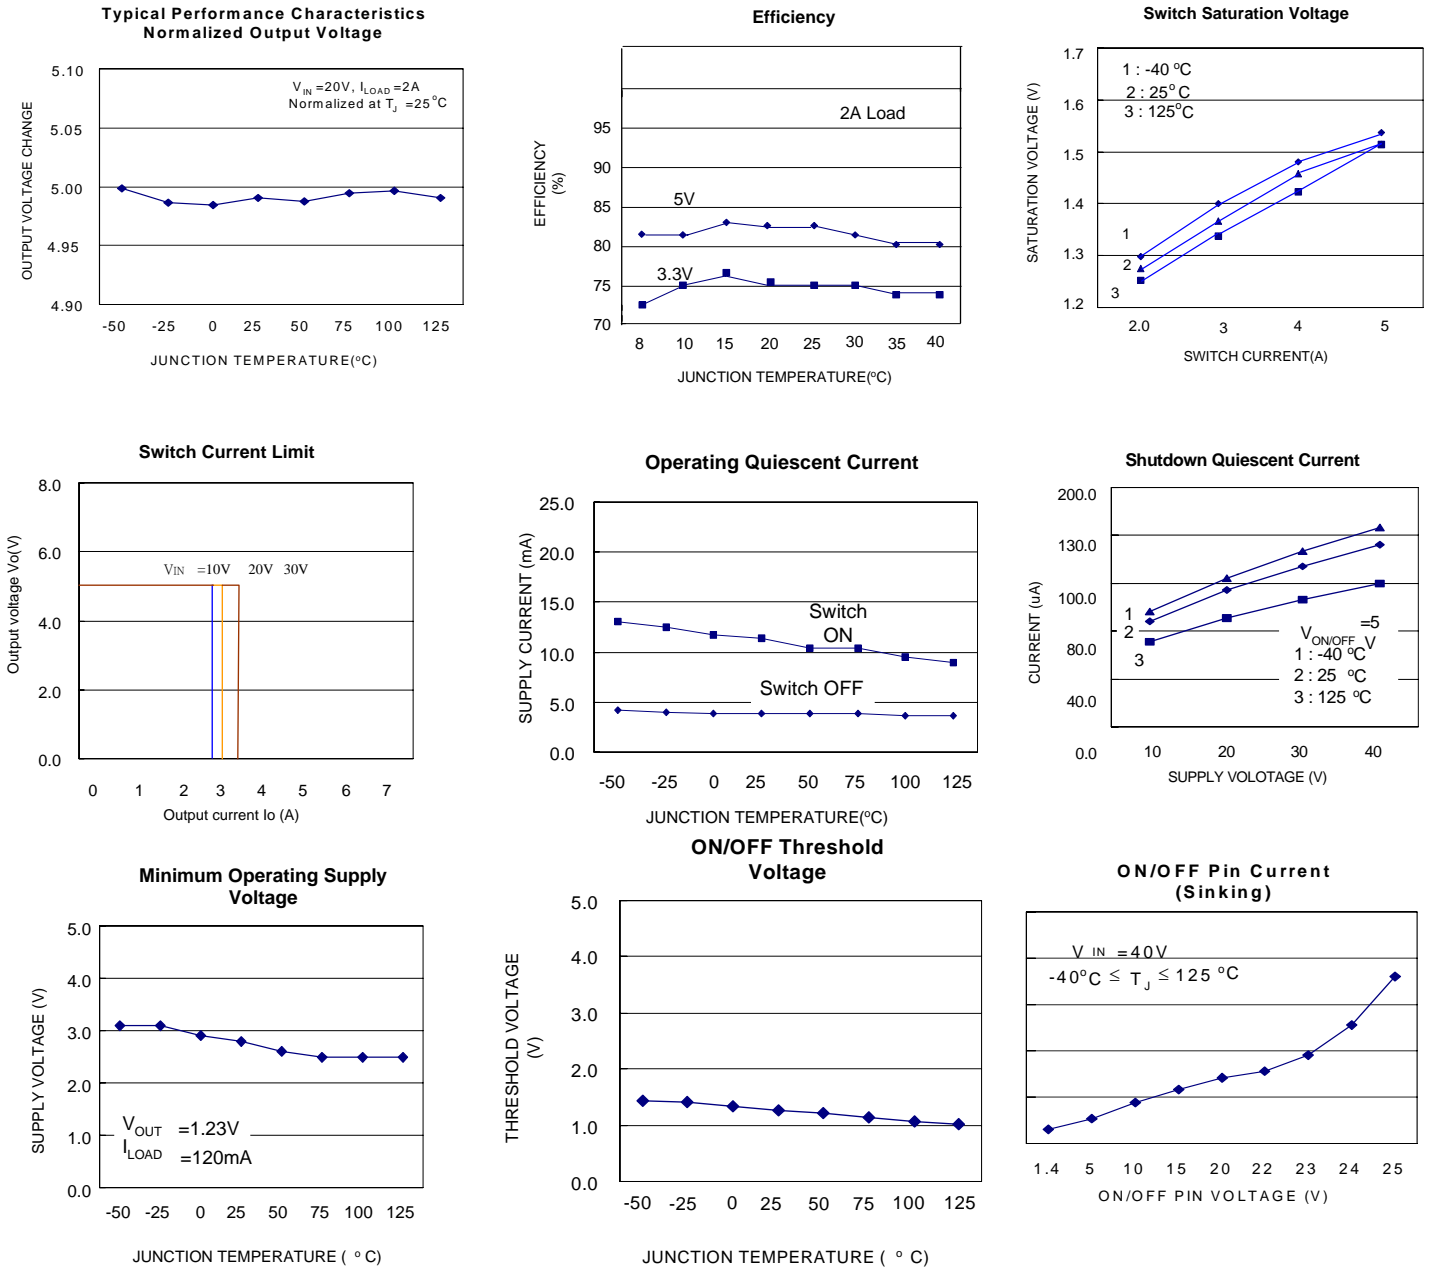 Typical Performance Characteristics
Normalized Output Voltage
OUTPUT VOLTAGE CHANGE
5.10
5.05
5.00
4.95
4.90
VIN =20V, ILOAD =2A
Normalized at TJ =25°C
-50 -25 0 25 50 75 100 125
JUNCTION TEMPERATURE(°C)
Efficiency
EFFICIENCY
(%)
95
90
85
80
75
70
2A Load
5V
3.3V
8 10 15 20 25 30 35 40
JUNCTION TEMPERATURE(°C)
Switch Saturation Voltage
SATURATION VOLTAGE (V)
1.7
1.6
1.5
1.4
1.3
1.2
1 : -40 °C
2 : 25°C
3 : 125°C
1
2
3
2.0 3 4 5
SWITCH CURRENT(A)
Switch Current Limit
Output voltage Vo(V)
8.0
6.0
4.0
2.0
0.0
VIN =10V 20V 30V
0 1 2 3 4 5 6 7
Output current Io (A)
Operating Quiescent Current
SUPPLY CURRENT (mA)
25.0
20.0
15.0
10.0
5.0
0.0
Switch
ON
Switch OFF
-50 -25 0 25 50 75 100 125
JUNCTION TEMPERATURE(°C)
Shutdown Quiescent Current
CURRENT (uA)
200.0
130.0
100.0
80.0
40.0
0.0
1
2
3
VON/OFF =5V
1 : -40 °C
2 : 25 °C
3 : 125 °C
10 20 30 40
SUPPLY VOLOTAGE (V)
Minimum Operating Supply
Voltage
SUPPLY VOLTAGE (V)
5.0
4.0
3.0
2.0
1.0
0.0
VOUT =1.23V
ILOAD =120mA
-50 -25 0 25 50 75 100 125
JUNCTION TEMPERATURE ( ° C)
ON/OFF Threshold
Voltage
THRESHOLD VOLTAGE
(V)
5.0
4.0
3.0
2.0
1.0
0.0
-50 -25 0 25 50 75 100 125
JUNCTION TEMPERATURE ( ° C)
ON/OFF Pin Current
(Sinking)
V IN =40V
-40°C ≤ TJ ≤ 125 °C
1.4 5 10 15 20 22 23 24 25
ON/OFF PIN VOLTAGE (V)